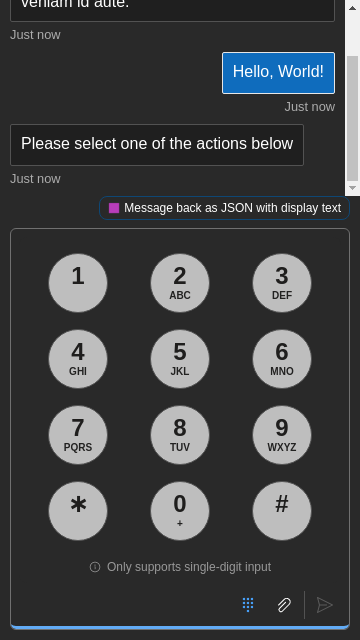 veniam id aute.
Just now
Hello, World!
Just now
Please select one of the actions below
Just now
Message back as JSON with display text
1
2
ABC
3
DEF
4
GHI
5
JKL
6
MNO
7
PQRS
8
TUV
9
WXYZ
*
0
+
#
Only supports single-digit input